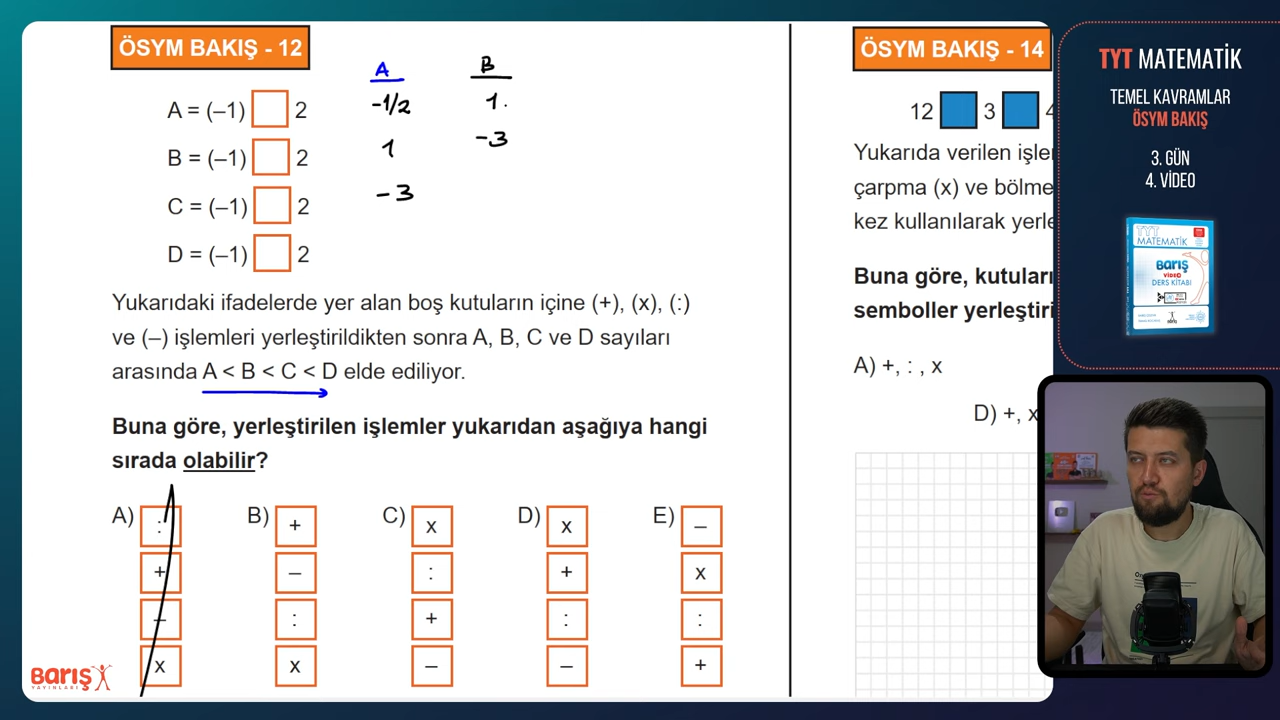 ÖSYM BAKIŞ - 12
A = (–1) 2
B = (–1) 2
C = (–1) 2
D = (–1) 2
A
-1/2
1
-3
B
1.
-3
Yukarıdaki ifadelerde yer alan boş kutuların içine (+), (x), (:)
ve (–) işlemleri yerleştirildikten sonra A, B, C ve D sayıları
arasında A < B < C < D elde ediliyor.
Buna göre, yerleştirilen işlemler yukarıdan aşağıya hangi
sırada olabilir?
A) : B) + C) x D) x E) –
+ – : + x
– : + : :
x x – – +
BARIŞ
YAYINLARI
ÖSYM BAKIŞ - 14
12 3 4
Yukarıda verilen işle
çarpma (x) ve bölme
kez kullanılarak yerle
Buna göre, kutuları
semboller yerleştir
A) +, : , x
D) +, x
TYT MATEMATİK
TEMEL KAVRAMLAR
ÖSYM BAKIŞ
3. GÜN
4. VİDEO
TYT
MATEMATİK
BARIŞ
VİDEO
DERS KİTABI